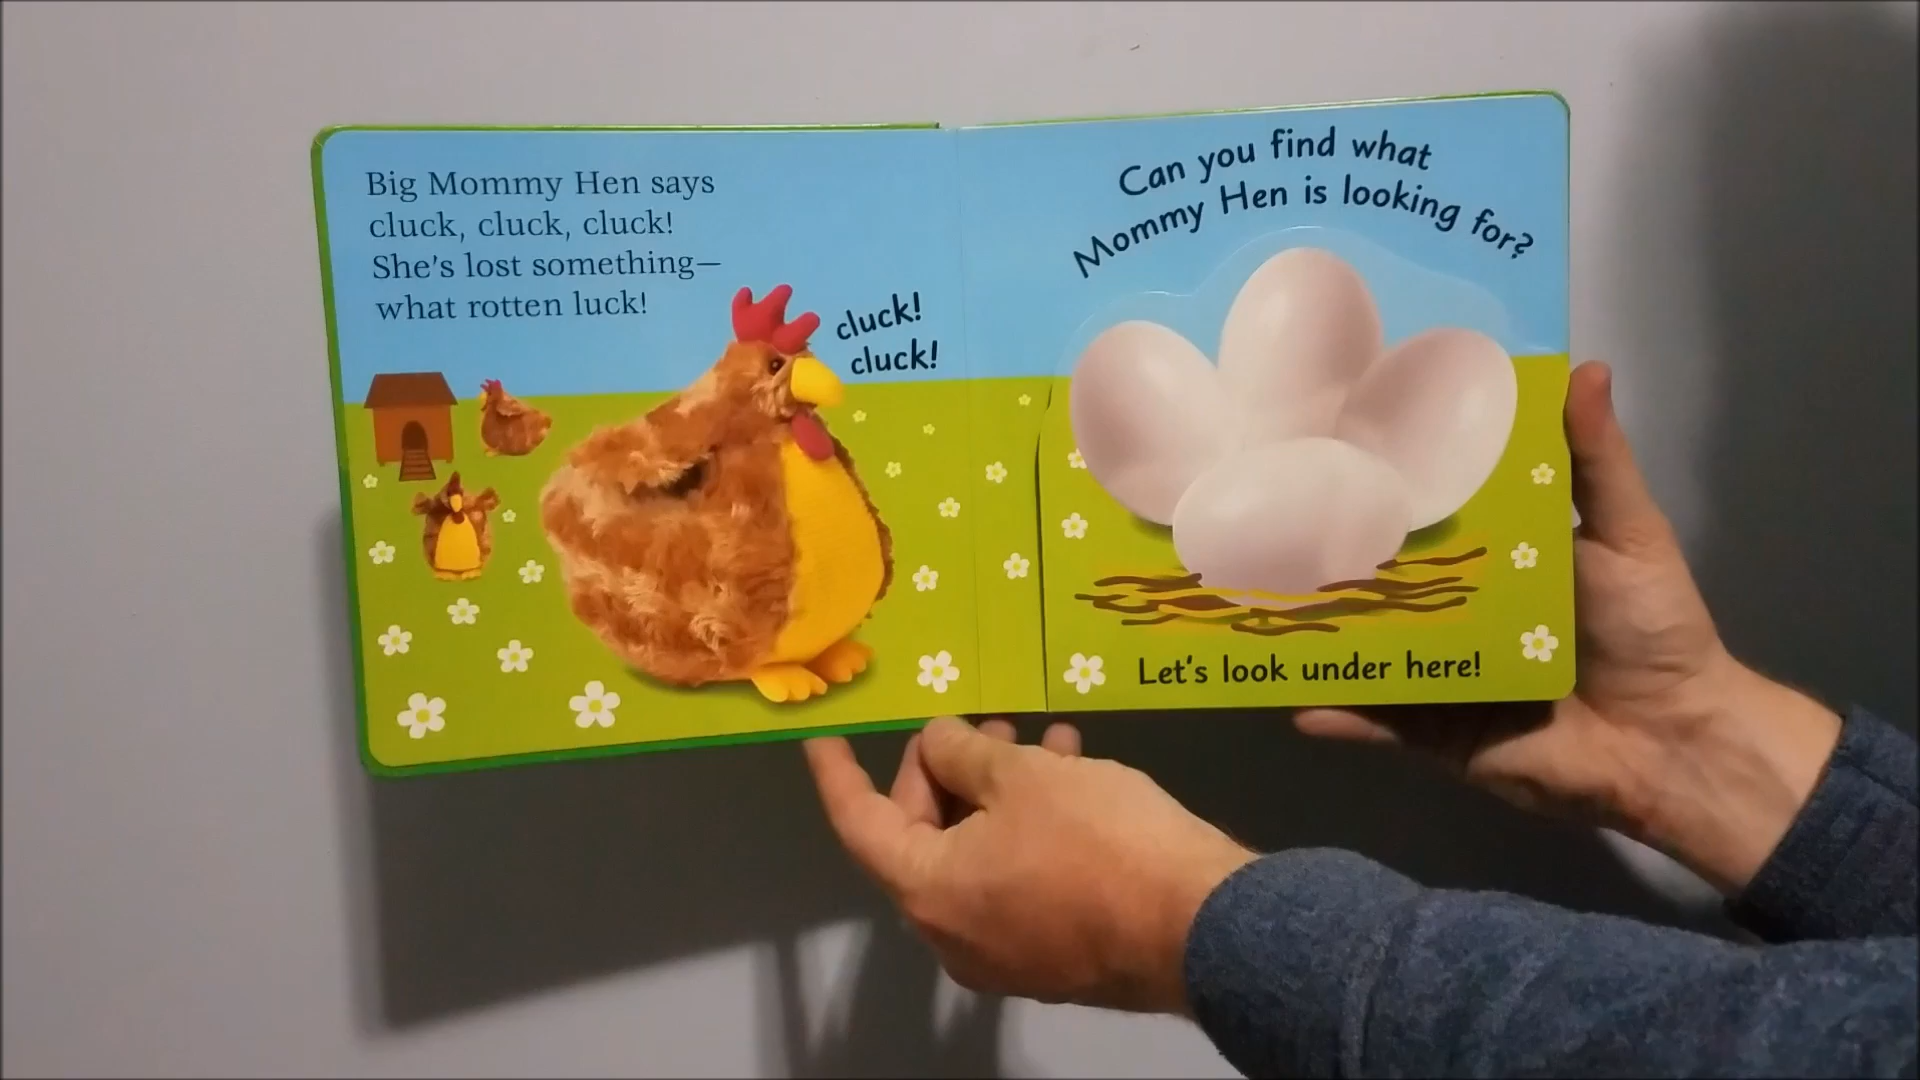 Big Mommy Hen says
cluck, cluck, cluck!
She's lost something—
what rotten luck!
cluck!
cluck!
Can you find what
Mommy Hen is looking for?
Let's look under here!